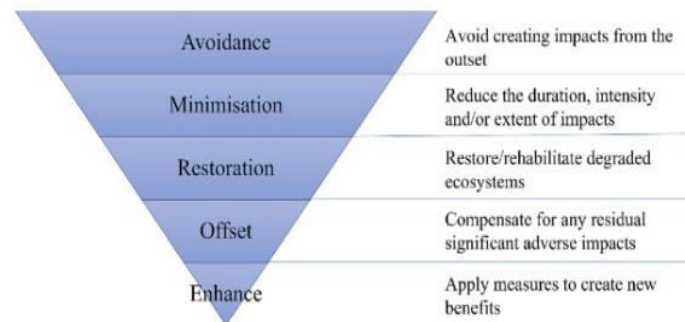 Avoidance
Avoid creating impacts from the
outset
Minimisation
Reduce the duration, intensity
and/or extent of impacts
Restoration
Restore/rehabilitate degraded
ecosystems
Offset
Compensate for any residual
significant adverse impacts
Enhance
Apply measures to create new
benefits